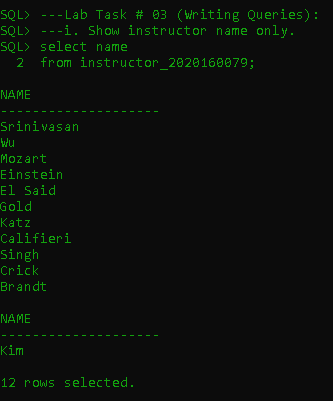 SQL> ---Lab Task # 03 (Writing Queries):
SQL> ---i. Show instructor name only.
SQL> select name
  2  from instructor_2020160079;
NAME
--------------------
Srinivasan
Wu
Mozart
Einstein
El Said
Gold
Katz
Califieri
Singh
Crick
Brandt
NAME
--------------------
Kim
12 rows selected.